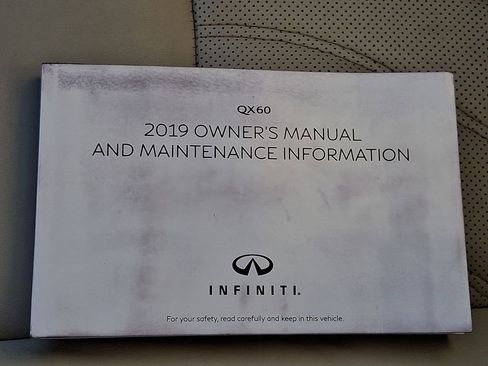 QX60
2019 OWNER'S MANUAL
AND MAINTENANCE INFORMATION
INFINITI.
For your safety, read carefully and keep in this vehicle.